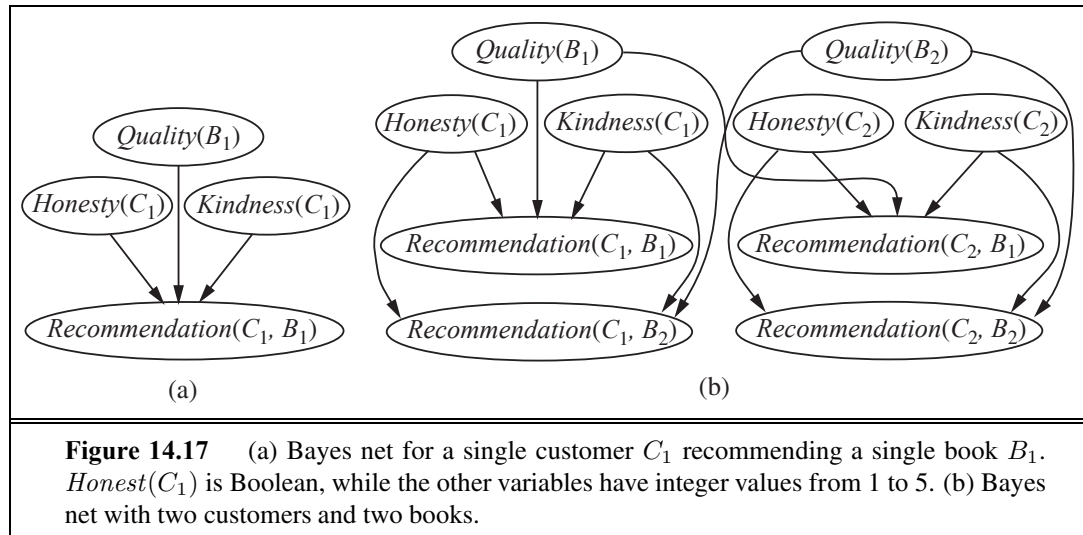 Quality(B1)
Honesty(C1) Kindness(C1)
Recommendation(C1, B1)
(a)
Quality(B1) Quality(B2)
Honesty(C1) Kindness(C1) Honesty(C2) Kindness(C2)
Recommendation(C1, B1) Recommendation(C2, B1)
Recommendation(C1, B2) Recommendation(C2, B2)
(b)
Figure 14.17 (a) Bayes net for a single customer C1 recommending a single book B1.
Honest(C1) is Boolean, while the other variables have integer values from 1 to 5. (b) Bayes
net with two customers and two books.